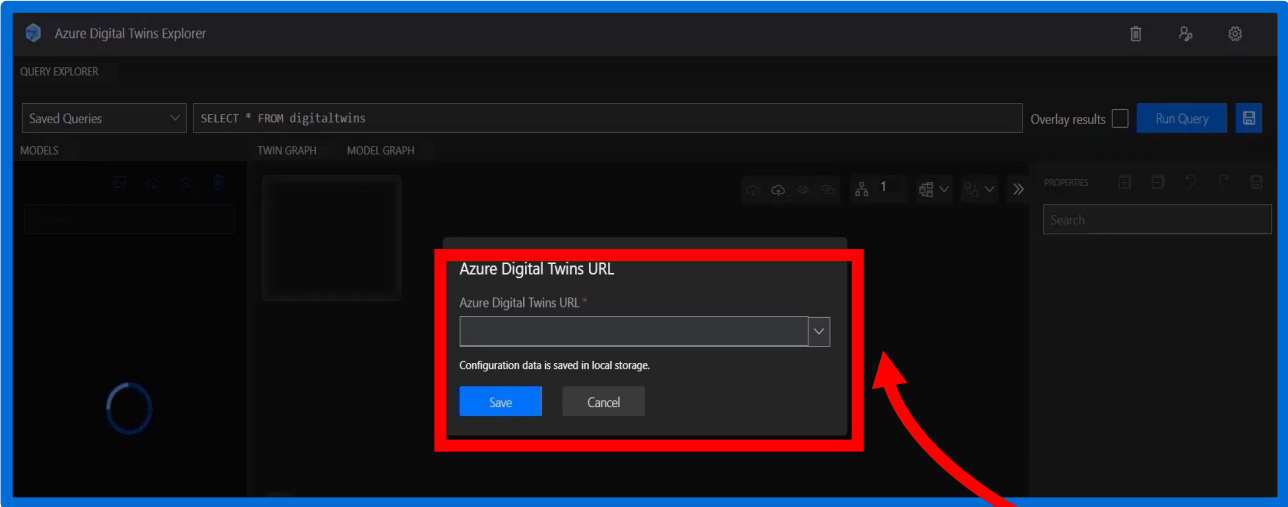 Azure Digital Twins Explorer
QUERY EXPLORER
Saved Queries
SELECT * FROM digitaltwins
Overlay results
Run Query
MODELS
TWIN GRAPH
MODEL GRAPH
1
PROPERTIES
Search
Azure Digital Twins URL
Azure Digital Twins URL *
Configuration data is saved in local storage.
Save
Cancel